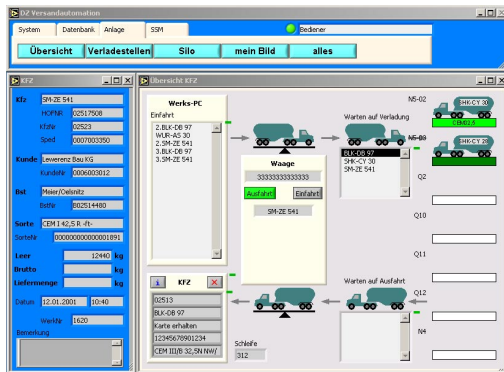 DZ Versandautomation
System Datenbank Anlage SSM
Bediener
Übersicht Verladestellen Silo mein Bild alles
KFZ
Kfz SM-ZE 541
HOFNR 02517508
KfzNr 02523
Sped 0007003350
Kunde Lewerenz Bau KG
KundeNr 0006003012
Bst Meier/Oelsnitz
BstNr B02514480
Sorte CEM I 42,5 R -ft-
SorteNr 000000000000001891
Leer 12440 kg
Brutto kg
Liefermenge kg
Datum 12.01.2001 10:40
WerkNr 1620
Bemerkung
Übersicht KFZ
Werks-PC
Einfahrt
2.BLK-DB 97
WUR-AS 30
2.SM-ZE 541
3.BLK-DB 97
3.SM-ZE 541
Waage
33333333333333
Ausfahrt Einfahrt
SM-ZE 541
Warten auf Verladung
BLK-DB 97
SHK-CY 30
SM-ZE 541
N5-02
SHK-CY 30
CEM32,5
N5-03
SHK-CY 28
Q2
Q10
Q11
Q12
N4
i KFZ X
02513
BLK-DB 97
Karte erhalten
12345678901234
CEM III/B 32,5N NW/
Schleife
312
Warten auf Ausfahrt